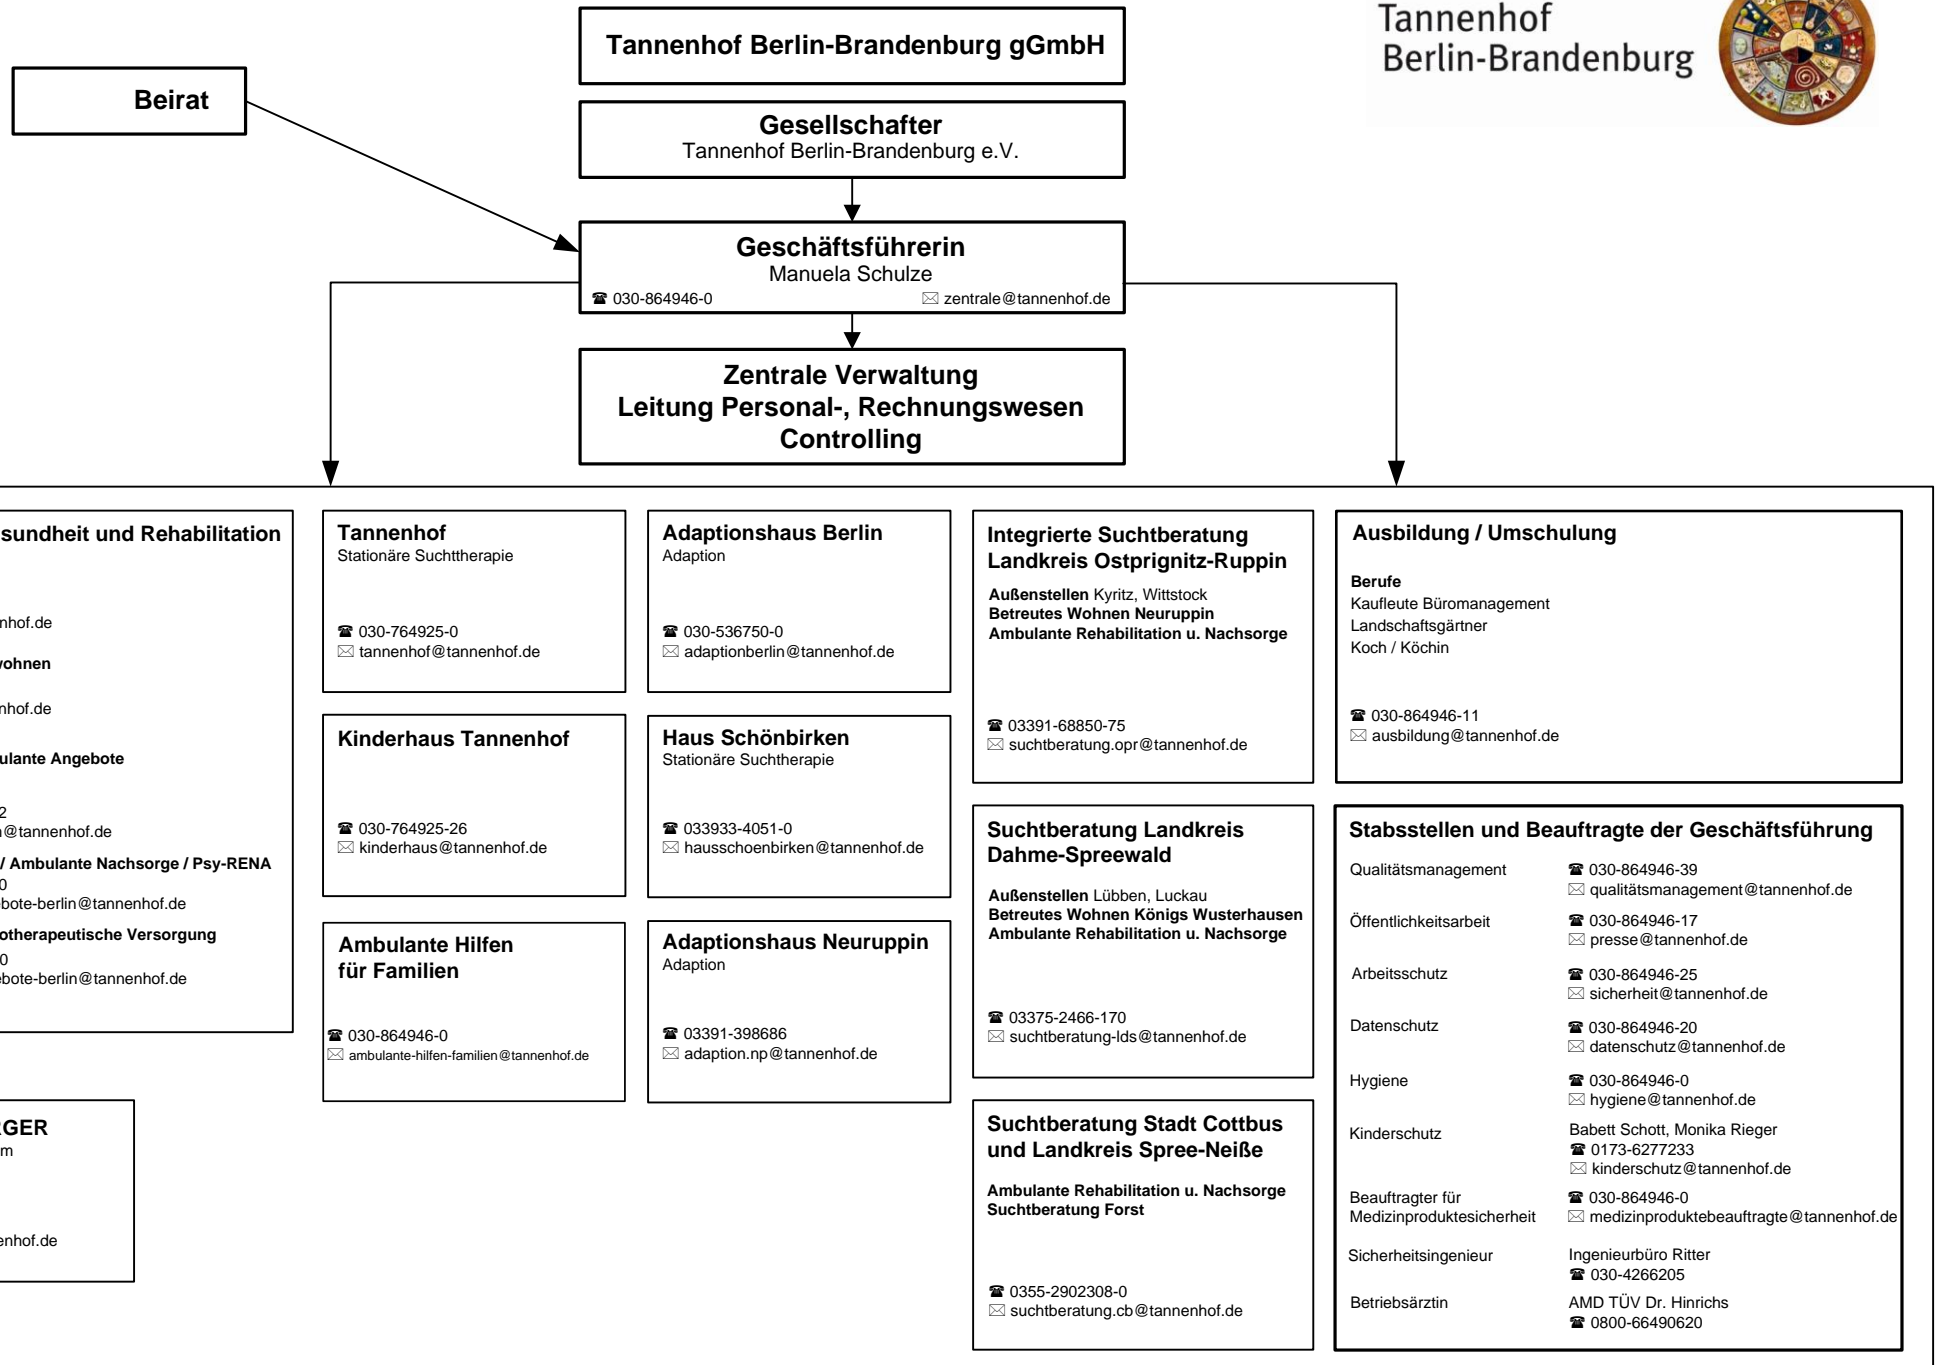 Tannenhof
Berlin-Brandenburg
Tannenhof Berlin-Brandenburg gGmbH
Beirat
Gesellschafter
Tannenhof Berlin-Brandenburg e.V.
Geschäftsführerin
Manuela Schulze
☎ 030-864946-0 ✉ zentrale@tannenhof.de
Zentrale Verwaltung
Leitung Personal-, Rechnungswesen
Controlling
sundheit und Rehabilitation
nhof.de
wohnen
nhof.de
ulante Angebote
2
@tannenhof.de
/ Ambulante Nachsorge / Psy-RENA
0
bote-berlin@tannenhof.de
otherapeutische Versorgung
0
ebote-berlin@tannenhof.de
RGER
m
enhof.de
Tannenhof
Stationäre Suchttherapie
☎ 030-764925-0
✉ tannenhof@tannenhof.de
Kinderhaus Tannenhof
☎ 030-764925-26
✉ kinderhaus@tannenhof.de
Ambulante Hilfen
für Familien
☎ 030-864946-0
✉ ambulante-hilfen-familien@tannenhof.de
Adaptionshaus Berlin
Adaption
☎ 030-536750-0
✉ adaptionberlin@tannenhof.de
Haus Schönbirken
Stationäre Suchtherapie
☎ 033933-4051-0
✉ hausschoenbirken@tannenhof.de
Adaptionshaus Neuruppin
Adaption
☎ 03391-398686
✉ adaption.np@tannenhof.de
Integrierte Suchtberatung
Landkreis Ostprignitz-Ruppin
Außenstellen Kyritz, Wittstock
Betreutes Wohnen Neuruppin
Ambulante Rehabilitation u. Nachsorge
☎ 03391-68850-75
✉ suchtberatung.opr@tannenhof.de
Suchtberatung Landkreis
Dahme-Spreewald
Außenstellen Lübben, Luckau
Betreutes Wohnen Königs Wusterhausen
Ambulante Rehabilitation u. Nachsorge
☎ 03375-2466-170
✉ suchtberatung-lds@tannenhof.de
Suchtberatung Stadt Cottbus
und Landkreis Spree-Neiße
Ambulante Rehabilitation u. Nachsorge
Suchtberatung Forst
☎ 0355-2902308-0
✉ suchtberatung.cb@tannenhof.de
Ausbildung / Umschulung
Berufe
Kaufleute Büromanagement
Landschaftsgärtner
Koch / Köchin
☎ 030-864946-11
✉ ausbildung@tannenhof.de
Stabsstellen und Beauftragte der Geschäftsführung
Qualitätsmanagement ☎ 030-864946-39
✉ qualitätsmanagement@tannenhof.de
Öffentlichkeitsarbeit ☎ 030-864946-17
✉ presse@tannenhof.de
Arbeitsschutz ☎ 030-864946-25
✉ sicherheit@tannenhof.de
Datenschutz ☎ 030-864946-20
✉ datenschutz@tannenhof.de
Hygiene ☎ 030-864946-0
✉ hygiene@tannenhof.de
Kinderschutz Babett Schott, Monika Rieger
☎ 0173-6277233
✉ kinderschutz@tannenhof.de
Beauftragter für ☎ 030-864946-0
Medizinproduktesicherheit ✉ medizinproduktebeauftragte@tannenhof.de
Sicherheitsingenieur Ingenieurbüro Ritter
☎ 030-4266205
Betriebsärztin AMD TÜV Dr. Hinrichs
☎ 0800-66490620